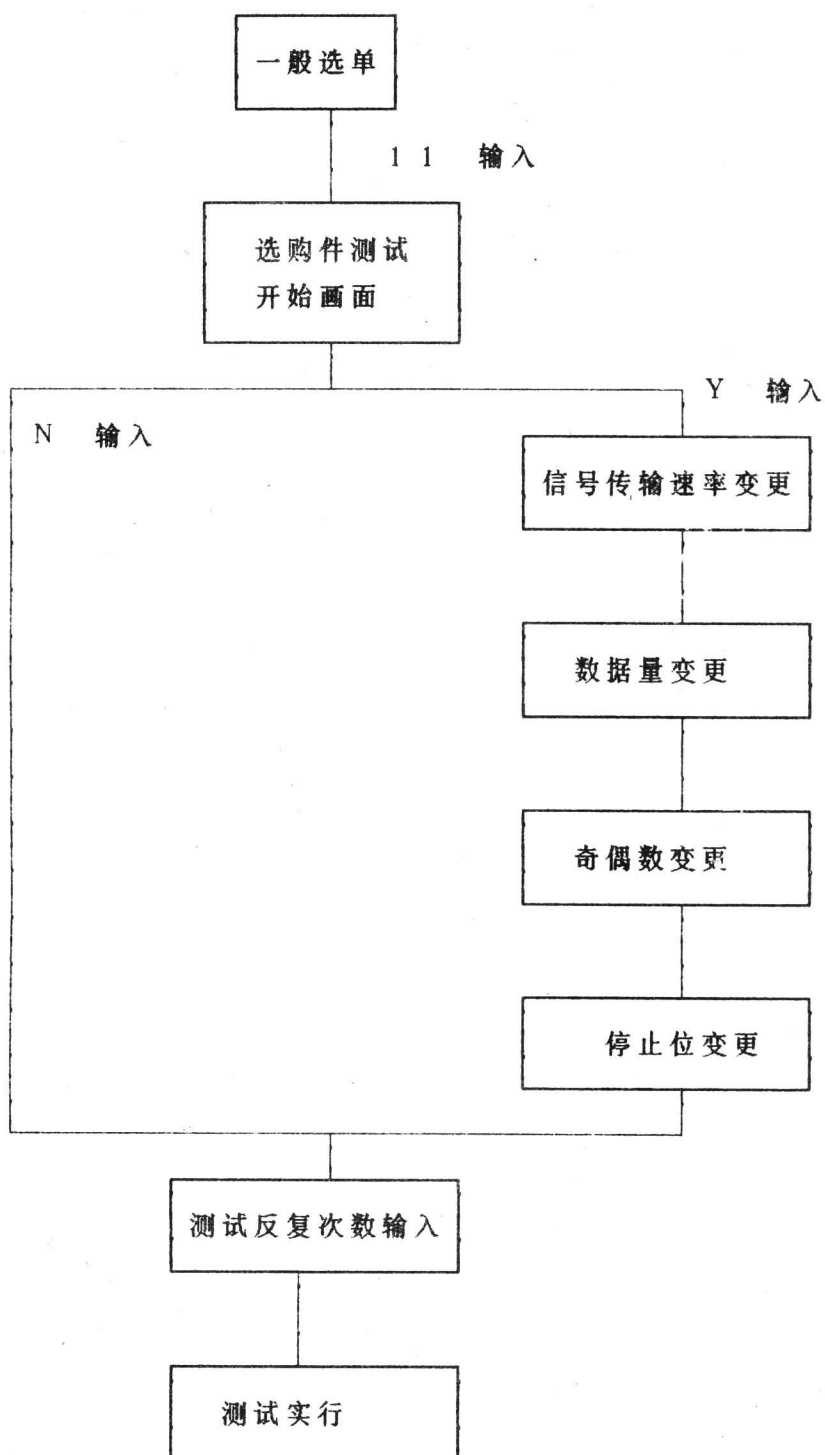 一般选单
11 输入
选购件测试
开始画面
Y 输入
N 输入
信号传输速率变更
数据量变更
奇偶数变更
停止位变更
测试反复次数输入
测试实行